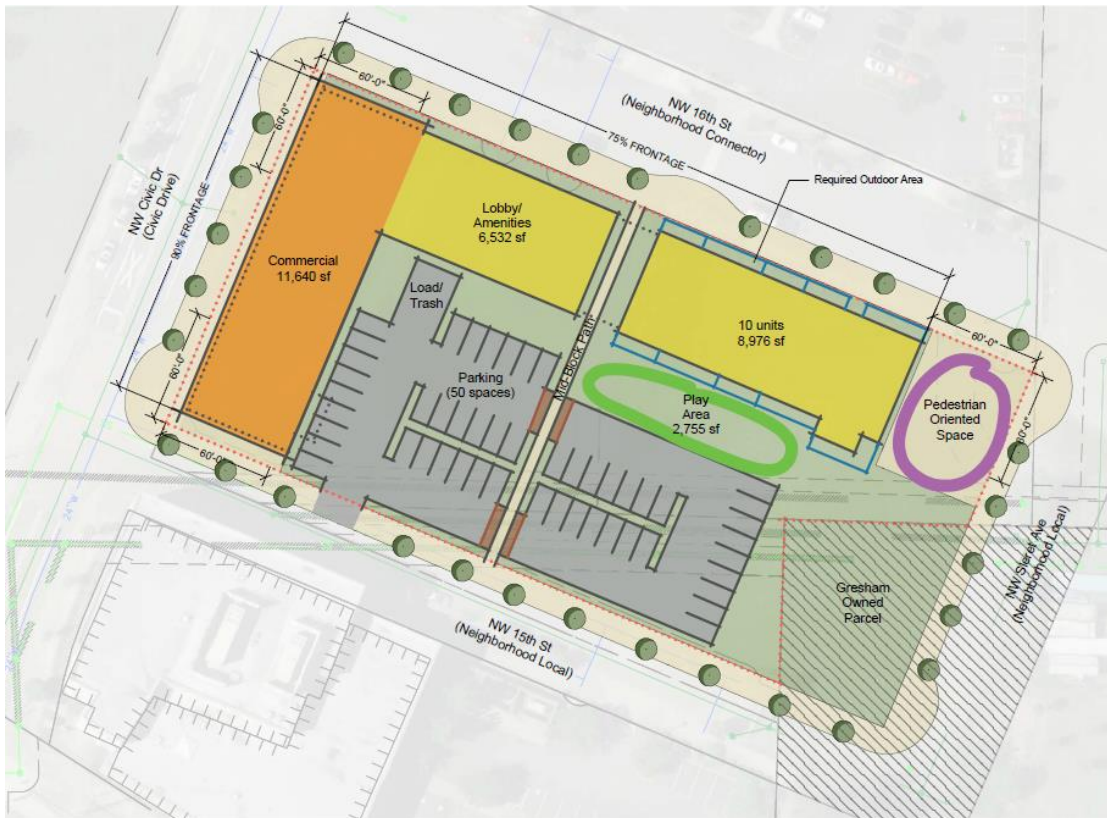 60'-0"
60'-0"
NW 16th St
(Neighborhood Connector)
75% FRONTAGE
Required Outdoor Area
NW Civic Dr
(Civic Drive)
90% FRONTAGE
Lobby/
Amenities
6,532 sf
Commercial
11,640 sf
Load/
Trash
10 units
8,976 sf
60'-0"
Mid-Block Path
Parking
(50 spaces)
Play
Area
2,755 sf
Pedestrian
Oriented
Space
60'-0"
60'-0"
60'-0"
NW Sleret Ave
(Neighborhood Local)
Gresham
Owned
Parcel
NW 15th St
(Neighborhood Local)